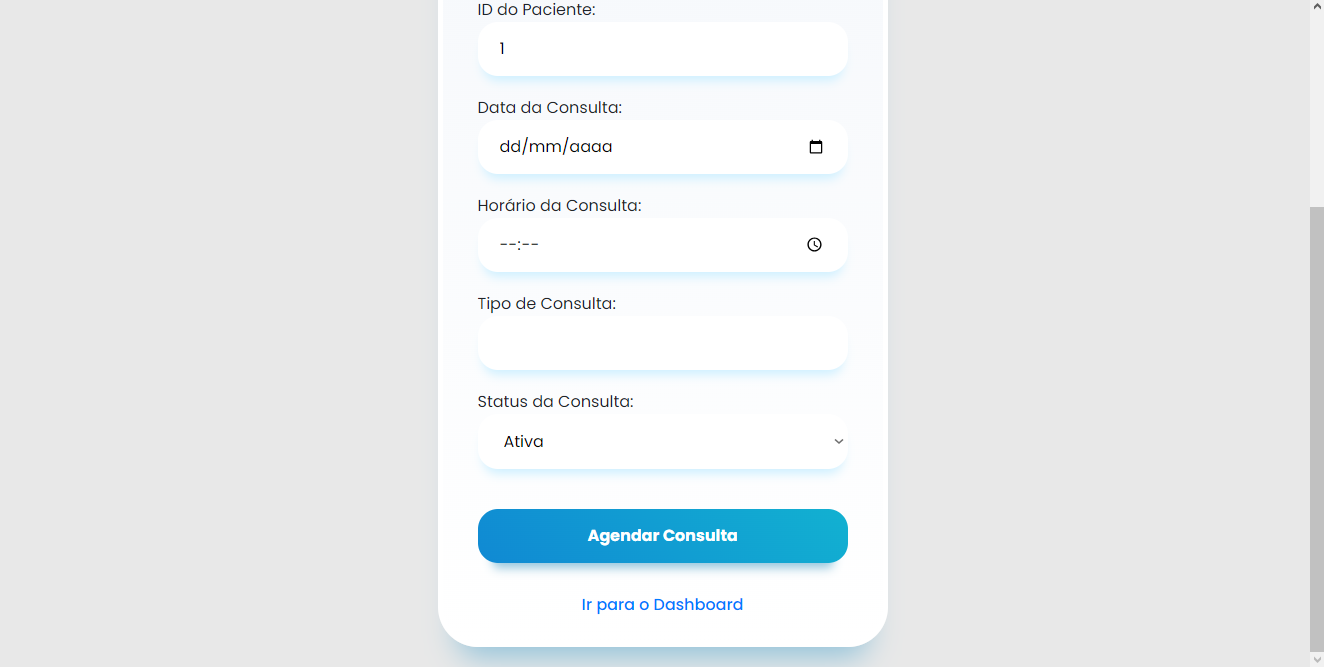 ID do Paciente:
1
Data da Consulta:
dd/mm/aaaa
Horário da Consulta:
--:--
Tipo de Consulta:
Status da Consulta:
Ativa
Agendar Consulta
Ir para o Dashboard